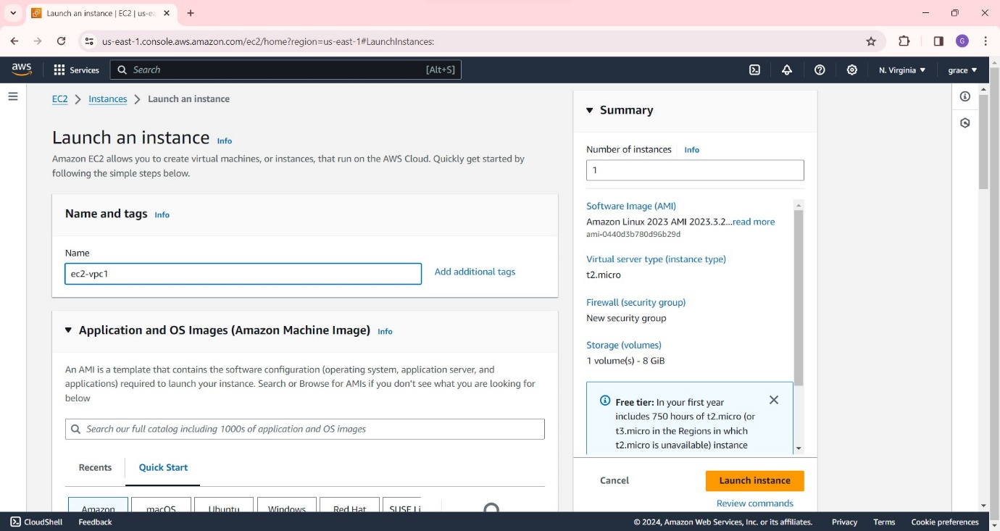 Launch an instance | EC2 | us-ea
us-east-1.console.aws.amazon.com/ec2/home?region=us-east-1#LaunchInstances:
G
aws
Services
Search
[Alt+S]
N. Virginia
grace
EC2
Instances
Launch an instance
Launch an instance Info
Amazon EC2 allows you to create virtual machines, or instances, that run on the AWS Cloud. Quickly get started by
following the simple steps below.
Name and tags Info
Name
ec2-vpc1
Add additional tags
Application and OS Images (Amazon Machine Image) Info
An AMI is a template that contains the software configuration (operating system, application server, and
applications) required to launch your instance. Search or Browse for AMIs if you don't see what you are looking for
below
Search our full catalog including 1000s of application and OS images
Recents
Quick Start
Amazon
macOS
Ubuntu
Windows
Red Hat
SUSE Li
Summary
Number of instances Info
1
Software Image (AMI)
Amazon Linux 2023 AMI 2023.3.2...read more
ami-0440d3b780d96b29d
Virtual server type (instance type)
t2.micro
Firewall (security group)
New security group
Storage (volumes)
1 volume(s) - 8 GiB
Free tier: In your first year
includes 750 hours of t2.micro (or
t3.micro in the Regions in which
t2.micro is unavailable) instance
Cancel
Launch instance
Review commands
CloudShell
Feedback
© 2024, Amazon Web Services, Inc. or its affiliates.
Privacy
Terms
Cookie preferences